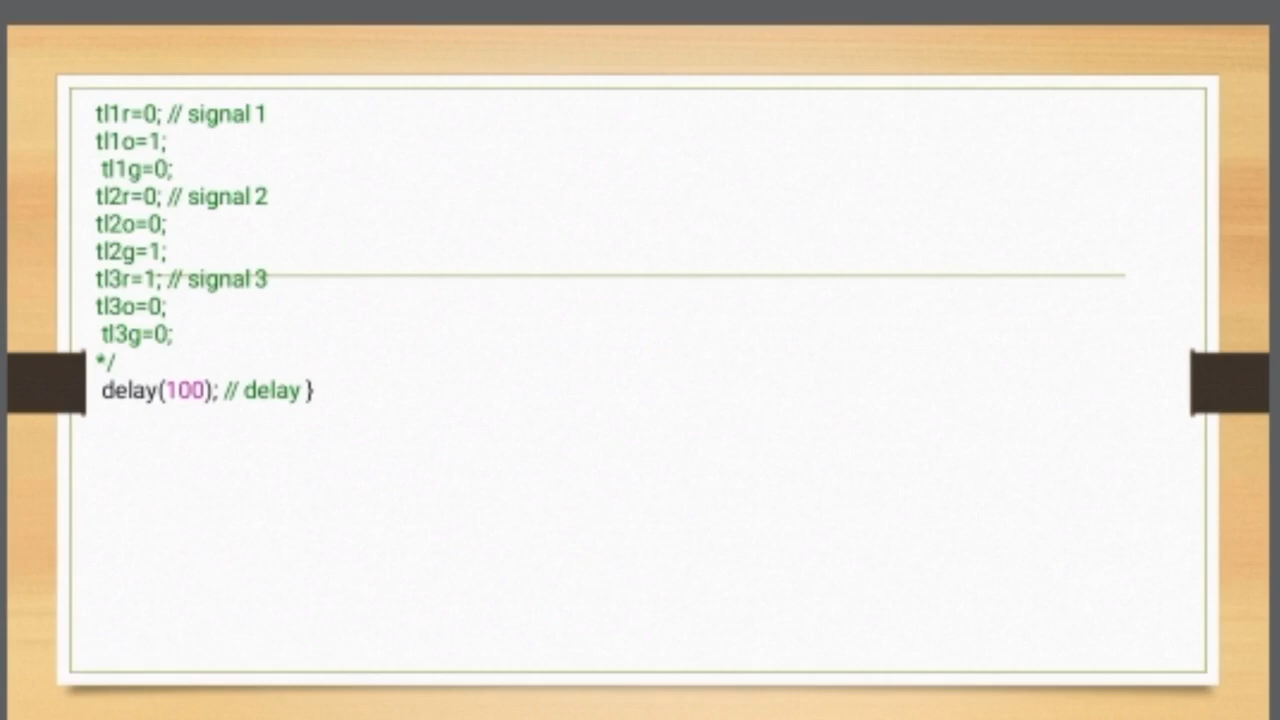 tl1r=0; // signal 1
tl1o=1;
tl1g=0;
tl2r=0; // signal 2
tl2o=0;
tl2g=1;
tl3r=1; // signal 3
tl3o=0;
tl3g=0;
*/
delay(100); // delay }